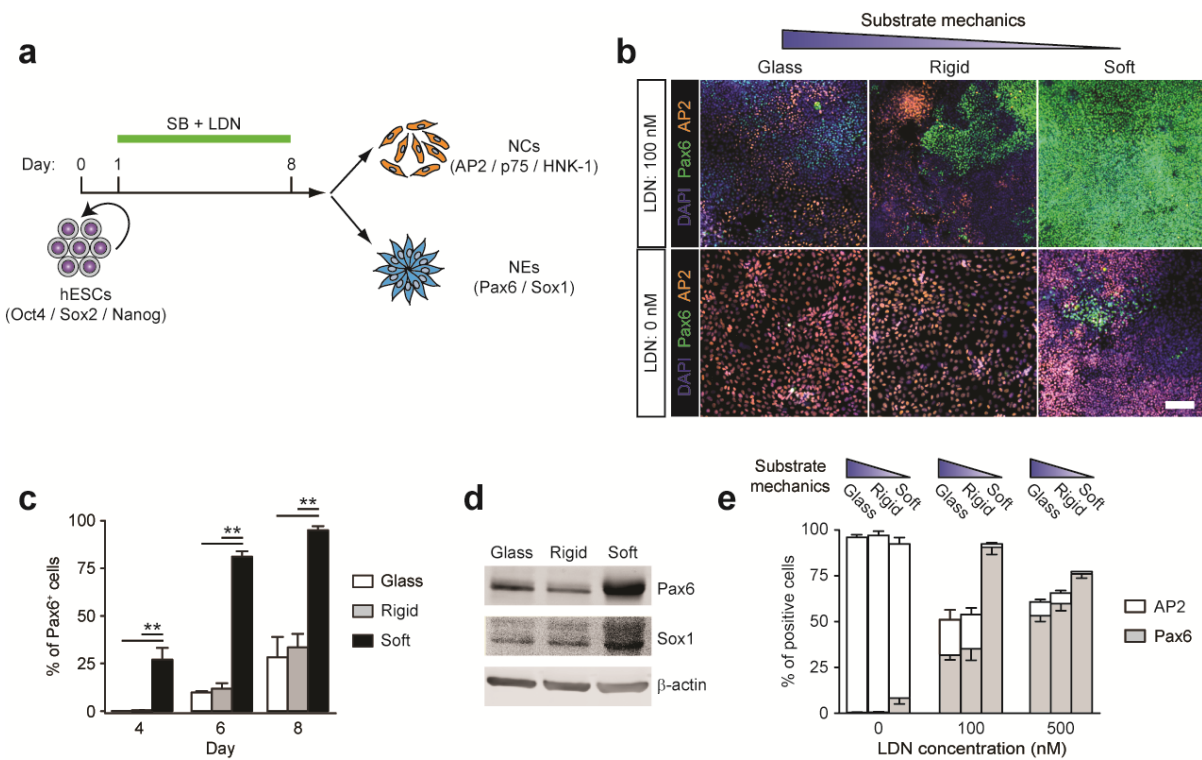 a
SB + LDN
Day:
0
1
8
NCs
(AP2 / p75 / HNK-1)
NEs
(Pax6 / Sox1)
hESCs
(Oct4 / Sox2 / Nanog)
b
Substrate mechanics
Glass
Rigid
Soft
LDN: 100 nM
DAPI Pax6 AP2
LDN: 0 nM
DAPI Pax6 AP2
c
% of Pax6⁺ cells
100
75
50
25
0
**
**
**
4
6
8
Day
Glass
Rigid
Soft
d
Glass
Rigid
Soft
Pax6
Sox1
β-actin
e
Substrate
mechanics
Glass
Rigid
Soft
Glass
Rigid
Soft
Glass
Rigid
Soft
% of positive cells
100
75
50
25
0
AP2
Pax6
0
100
500
LDN concentration (nM)